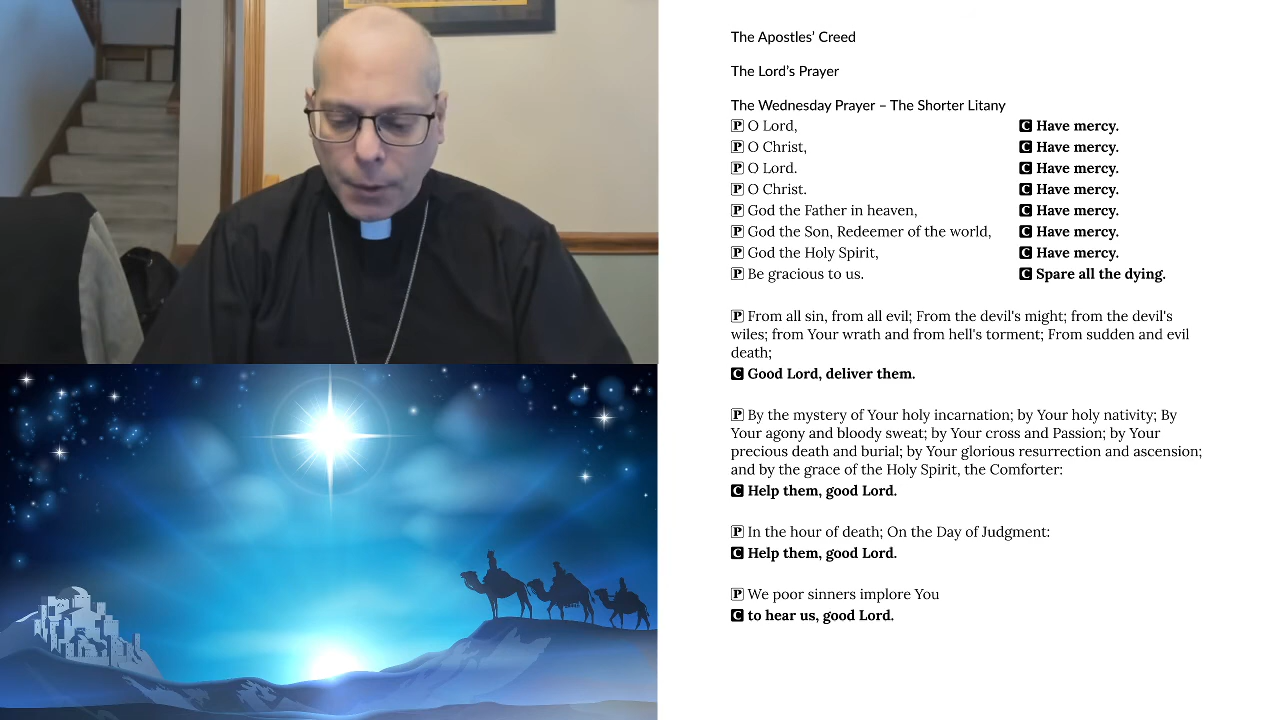 The Apostles' Creed
The Lord's Prayer
The Wednesday Prayer – The Shorter Litany
P O Lord, C Have mercy.
P O Christ, C Have mercy.
P O Lord. C Have mercy.
P O Christ. C Have mercy.
P God the Father in heaven, C Have mercy.
P God the Son, Redeemer of the world, C Have mercy.
P God the Holy Spirit, C Have mercy.
P Be gracious to us. C Spare all the dying.
P From all sin, from all evil; From the devil's might; from the devil's
wiles; from Your wrath and from hell's torment; From sudden and evil
death;
C Good Lord, deliver them.
P By the mystery of Your holy incarnation; by Your holy nativity; By
Your agony and bloody sweat; by Your cross and Passion; by Your
precious death and burial; by Your glorious resurrection and ascension;
and by the grace of the Holy Spirit, the Comforter:
C Help them, good Lord.
P In the hour of death; On the Day of Judgment:
C Help them, good Lord.
P We poor sinners implore You
C to hear us, good Lord.